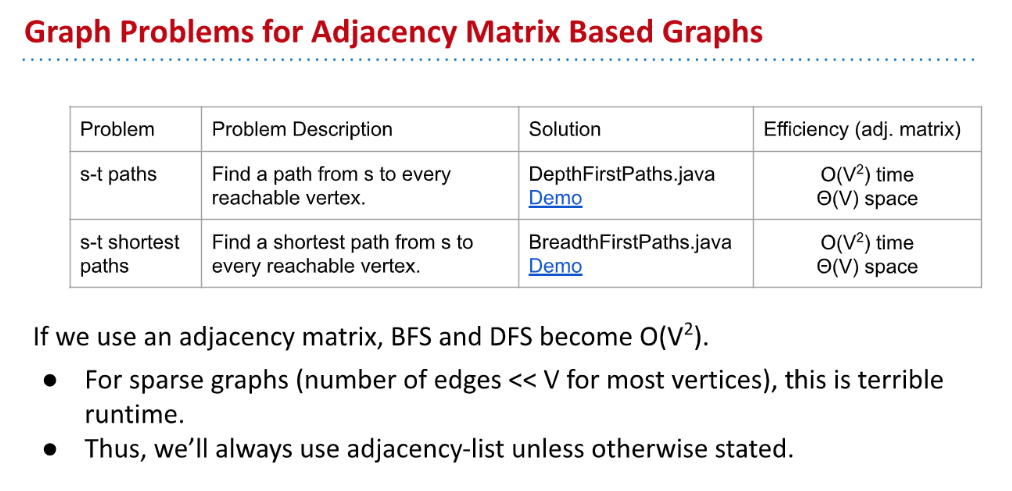 Graph Problems for Adjacency Matrix Based Graphs
Problem
Problem Description
Solution
Efficiency (adj. matrix)
s-t paths
Find a path from s to every
reachable vertex.
DepthFirstPaths.java
Demo
O(V²) time
Θ(V) space
s-t shortest
paths
Find a shortest path from s to
every reachable vertex.
BreadthFirstPaths.java
Demo
O(V²) time
Θ(V) space
If we use an adjacency matrix, BFS and DFS become O(V²).
● For sparse graphs (number of edges << V for most vertices), this is terrible
runtime.
● Thus, we’ll always use adjacency-list unless otherwise stated.